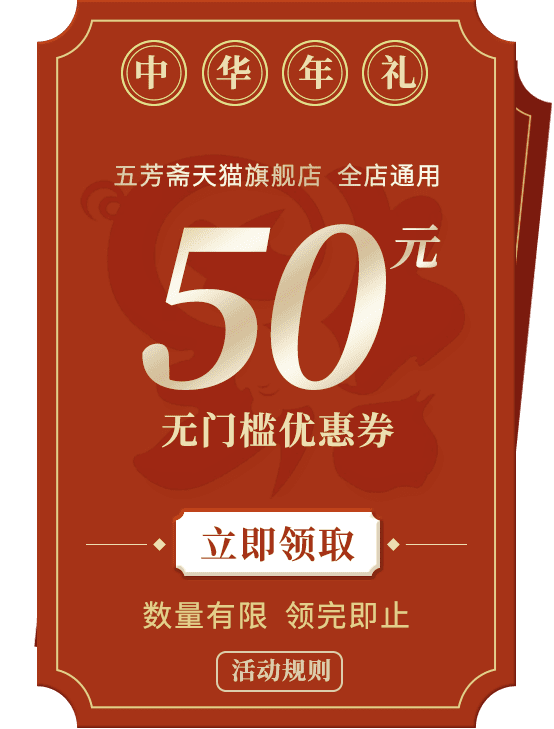 中华年礼
五芳斋天猫旗舰店 全店通用
50元
无门槛优惠券
立即领取
数量有限 领完即止
活动规则